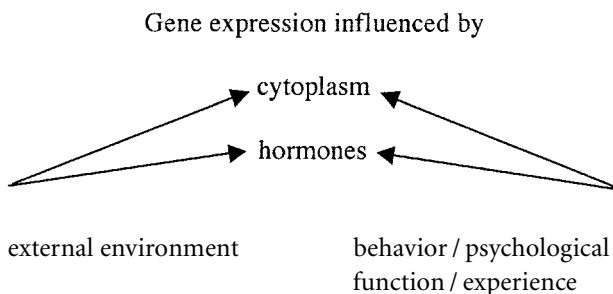 Gene expression influenced by
cytoplasm
hormones
external environment
behavior / psychological
function / experience